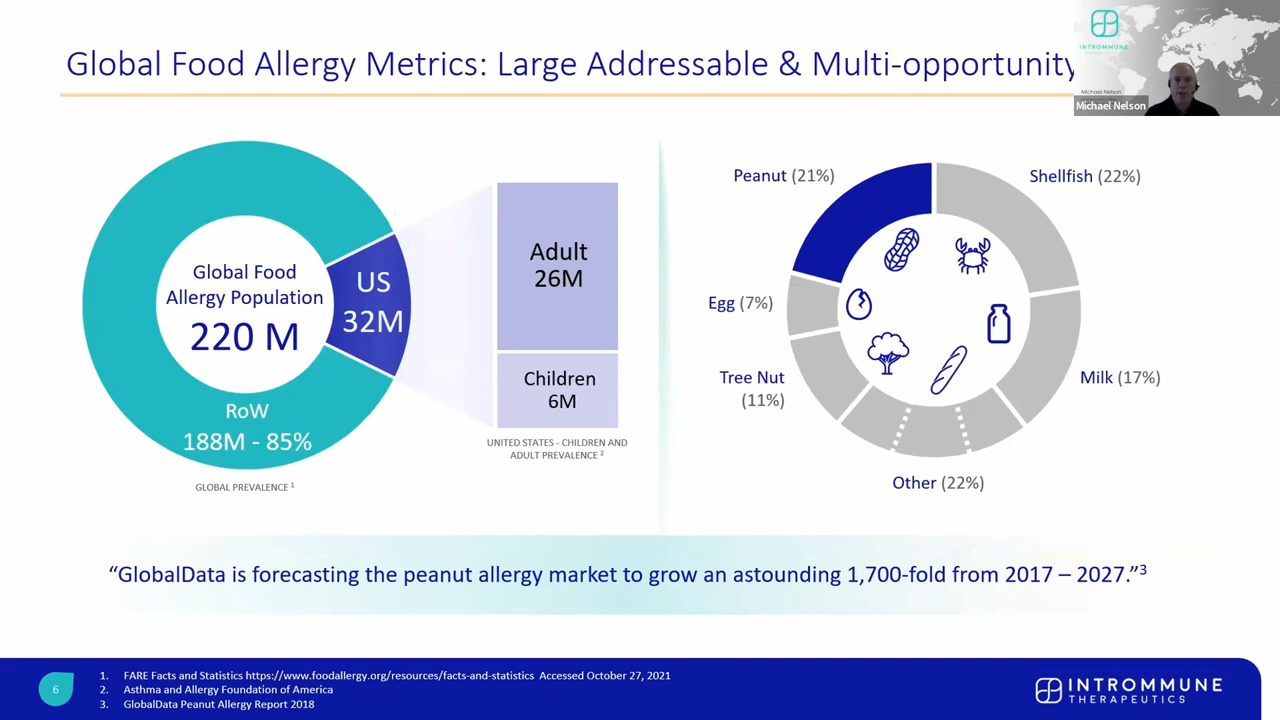 Global Food Allergy Metrics: Large Addressable & Multi-opportunity
INTROMMUNE
THERAPEUTICS
Michael Nelson
Michael Nelson
Global Food
Allergy Population
220 M
US
32M
RoW
188M - 85%
GLOBAL PREVALENCE 1
Adult
26M
Children
6M
UNITED STATES - CHILDREN AND
ADULT PREVALENCE 2
Peanut (21%)
Shellfish (22%)
Egg (7%)
Tree Nut
(11%)
Milk (17%)
Other (22%)
“GlobalData is forecasting the peanut allergy market to grow an astounding 1,700-fold from 2017 – 2027.”3
6
1. FARE Facts and Statistics https://www.foodallergy.org/resources/facts-and-statistics Accessed October 27, 2021
2. Asthma and Allergy Foundation of America
3. GlobalData Peanut Allergy Report 2018
INTROMMUNE
THERAPEUTICS